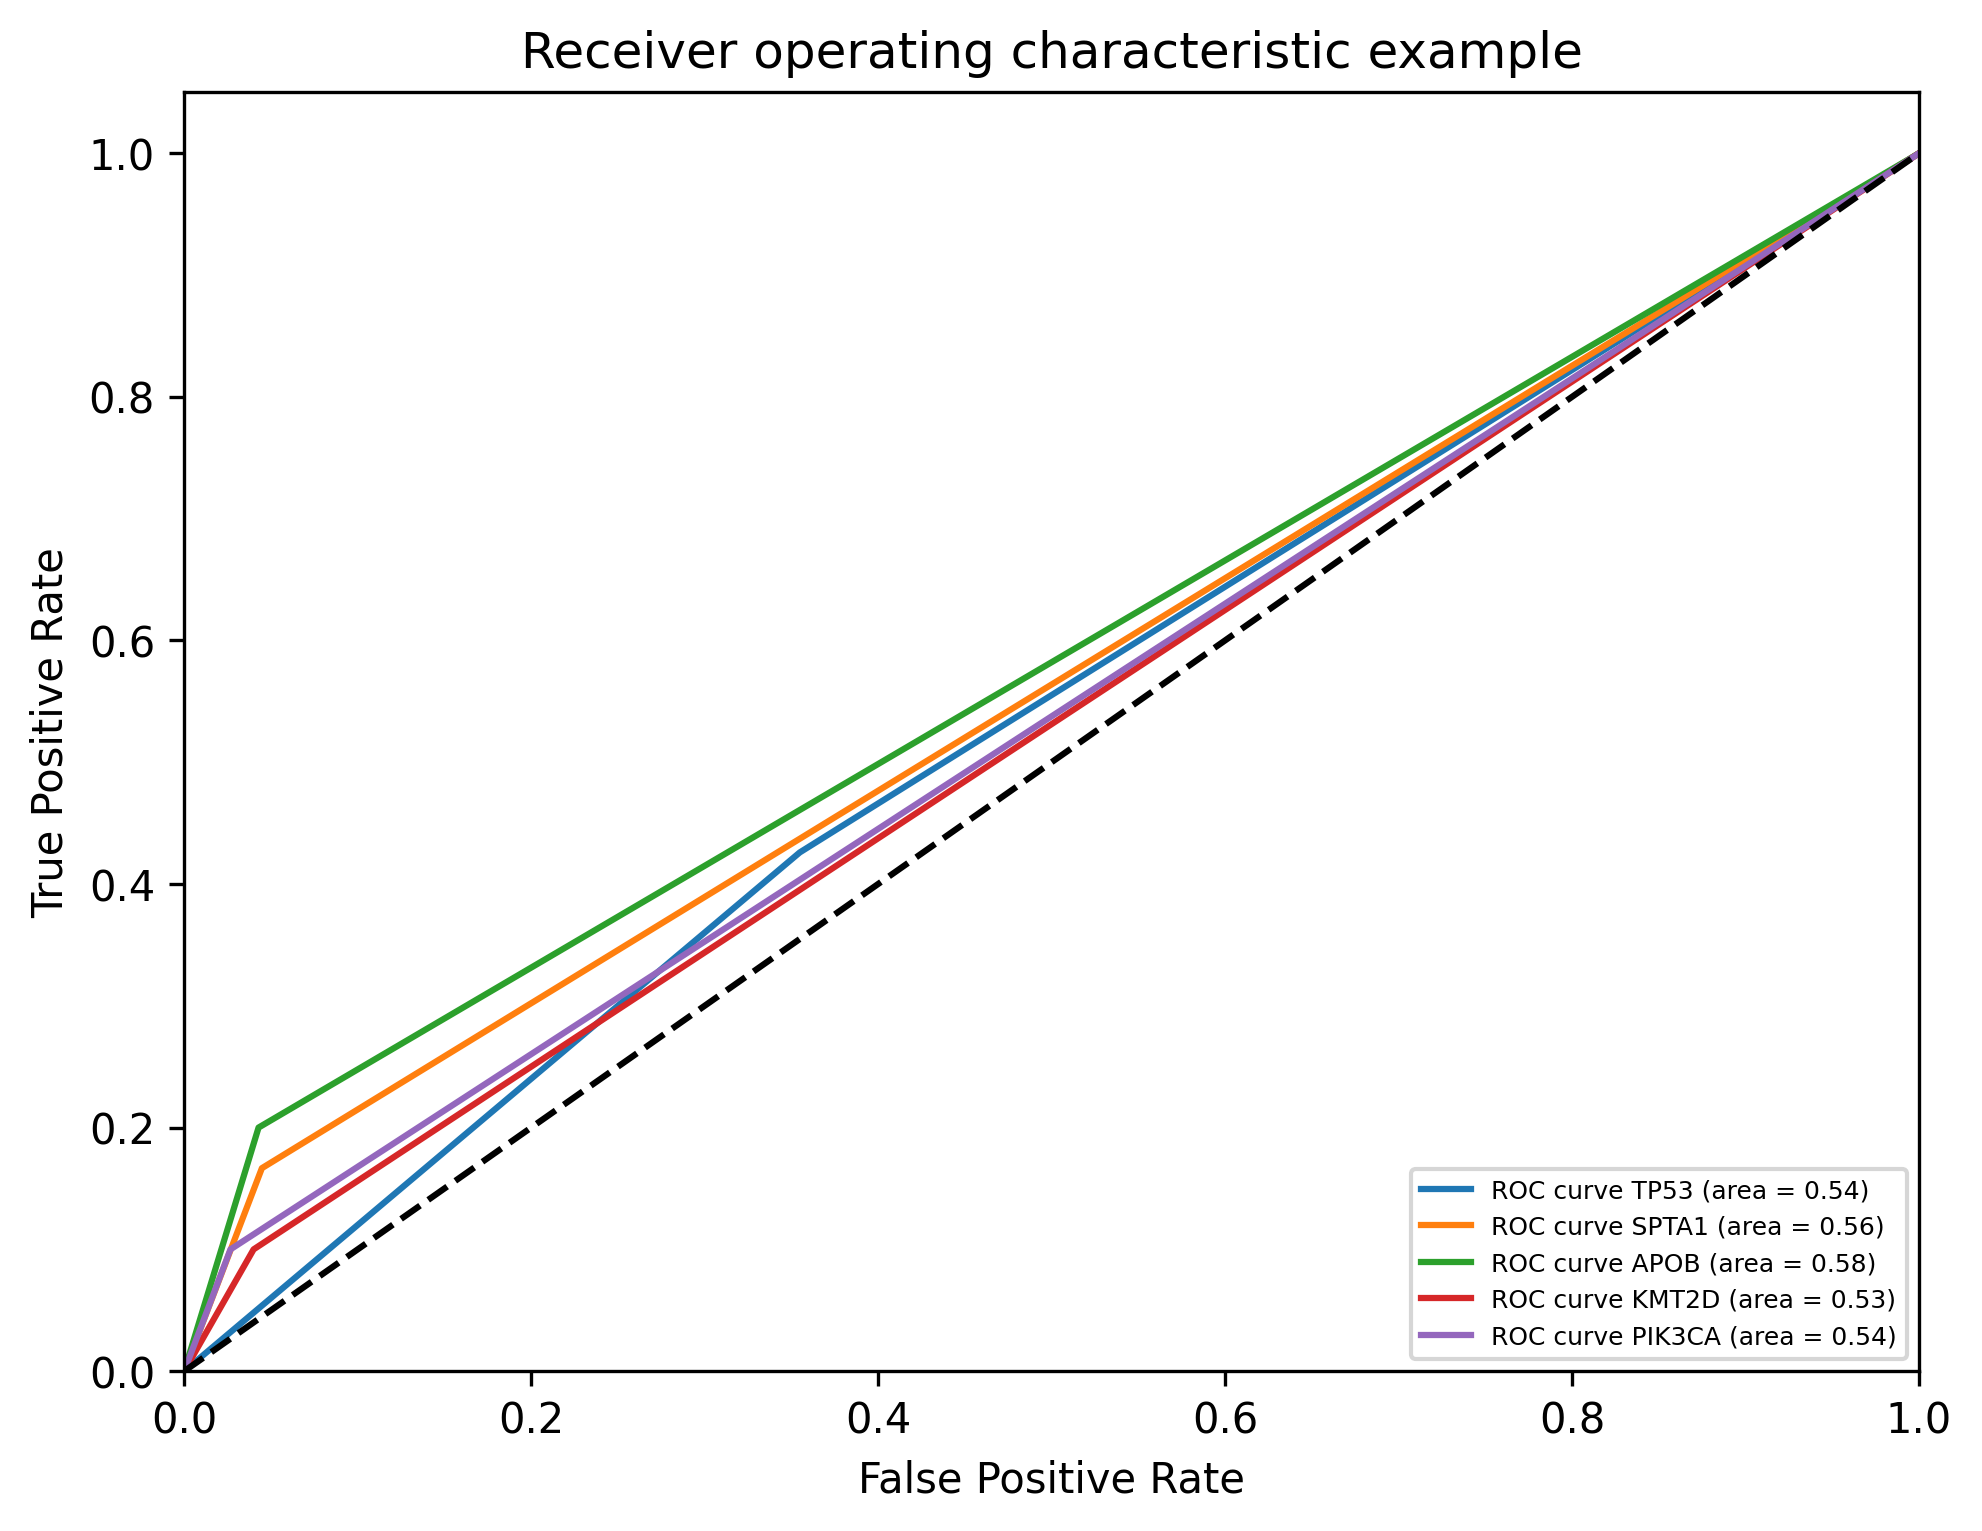 Receiver operating characteristic example
1.0
0.8
0.6
0.4
0.2
0.0
True Positive Rate
ROC curve TP53 (area = 0.54)
ROC curve SPTA1 (area = 0.56)
ROC curve APOB (area = 0.58)
ROC curve KMT2D (area = 0.53)
ROC curve PIK3CA (area = 0.54)
0.0 0.2 0.4 0.6 0.8 1.0
False Positive Rate